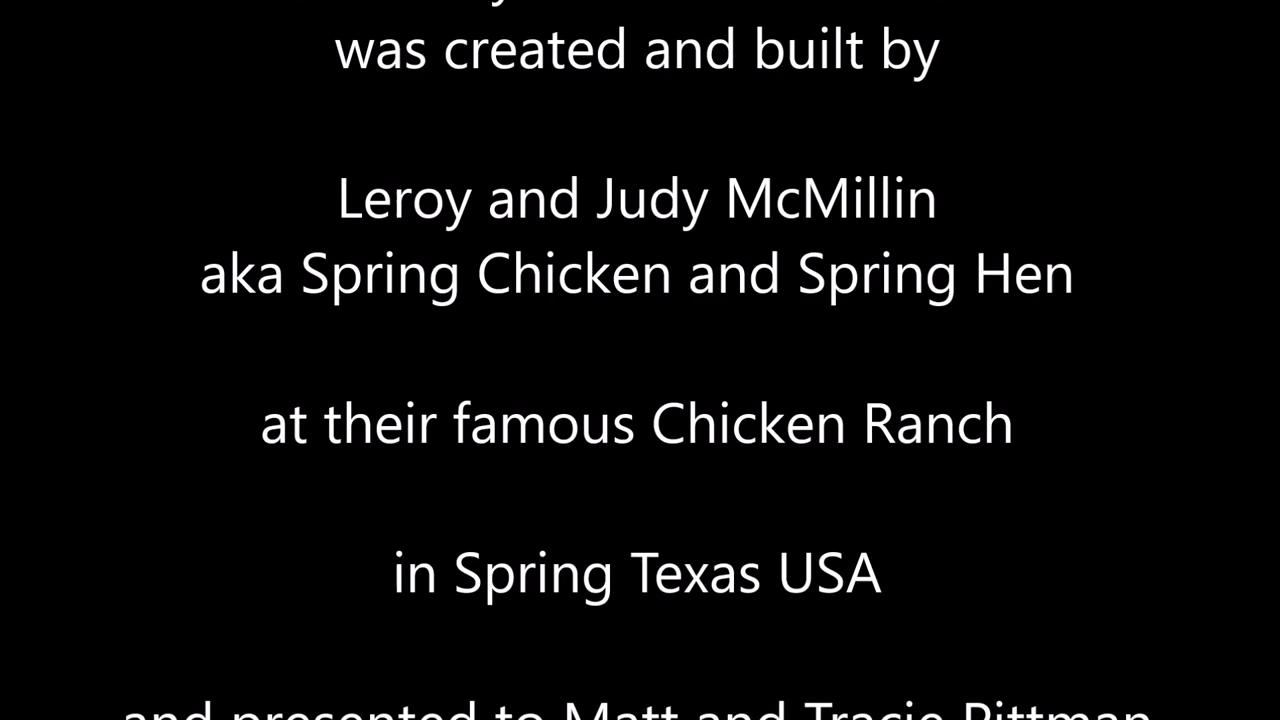 was created and built by
Leroy and Judy McMillin
aka Spring Chicken and Spring Hen
at their famous Chicken Ranch
in Spring Texas USA
and presented to Matt and Tracie Pittman